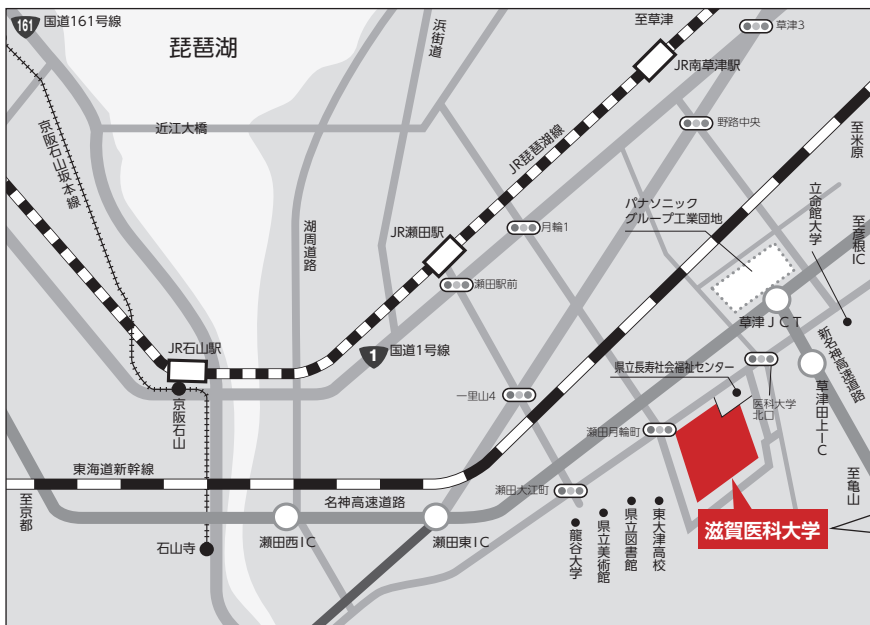 161
国道161号線
琵琶湖
浜街道
至草津
草津3
JR南草津駅
近江大橋
野路中央
京阪石山坂本線
JR琵琶湖線
至米原
パナソニック
グループ工業団地
立命館大学
至彦根IC
湖周道路
JR瀬田駅
月輪1
瀬田駅前
草津JCT
新名神高速道路
JR石山駅
1
国道1号線
県立長寿社会福祉センター
草津田上IC
京阪石山
一里山4
医科大学
北口
瀬田月輪町
東海道新幹線
至京都
名神高速道路
瀬田大江町
至亀山
石山寺
瀬田西IC
瀬田東IC
龍谷大学
県立美術館
県立図書館
東大津高校
滋賀医科大学